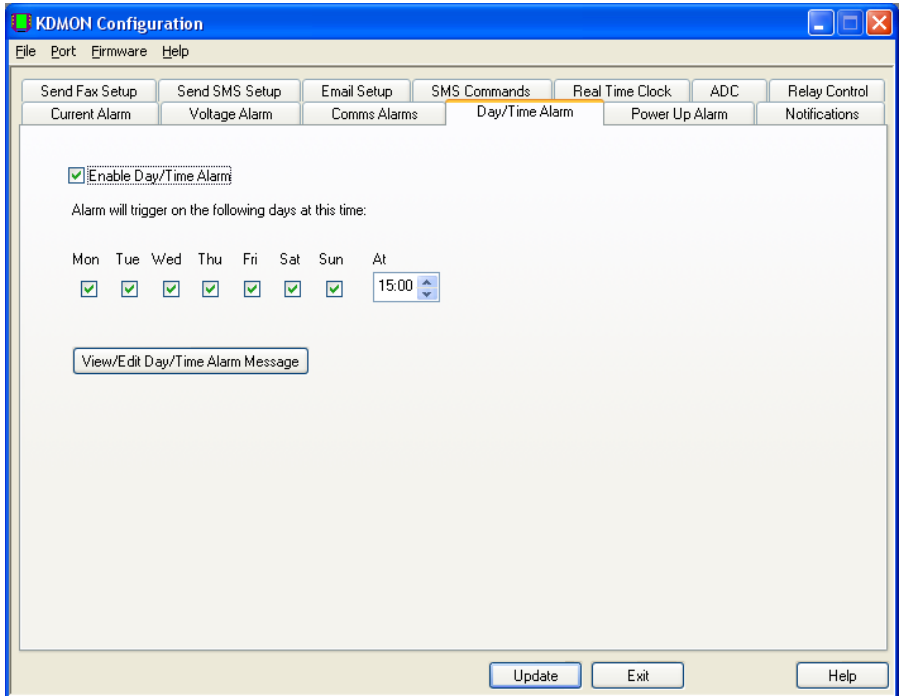 KDMON Configuration
File Port Firmware Help
Send Fax Setup Send SMS Setup Email Setup SMS Commands Real Time Clock ADC Relay Control
Current Alarm Voltage Alarm Comms Alarms Day/Time Alarm Power Up Alarm Notifications
Enable Day/Time Alarm
Alarm will trigger on the following days at this time:
Mon Tue Wed Thu Fri Sat Sun At
15:00
View/Edit Day/Time Alarm Message
Update Exit Help